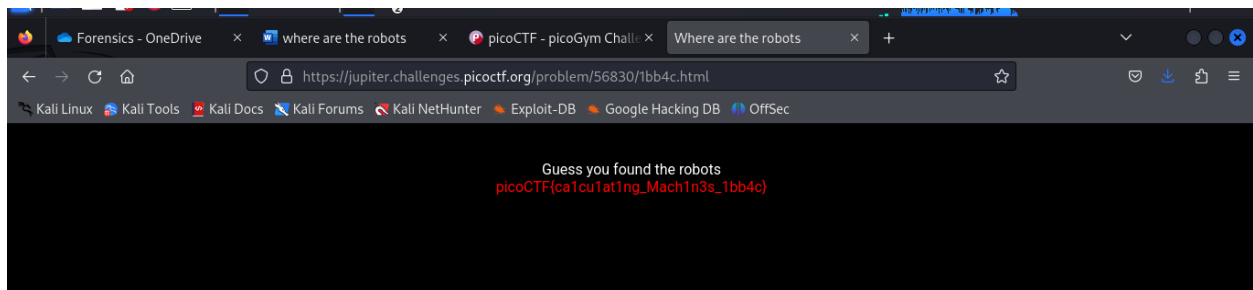 Forensics - OneDrive
where are the robots
picoCTF - picoGym Challe
Where are the robots
https://jupiter.challenges.picoctf.org/problem/56830/1bb4c.html
Kali Linux Kali Tools Kali Docs Kali Forums Kali NetHunter Exploit-DB Google Hacking DB OffSec
Guess you found the robots
picoCTF{ca1cu1at1ng_Mach1n3s_1bb4c}